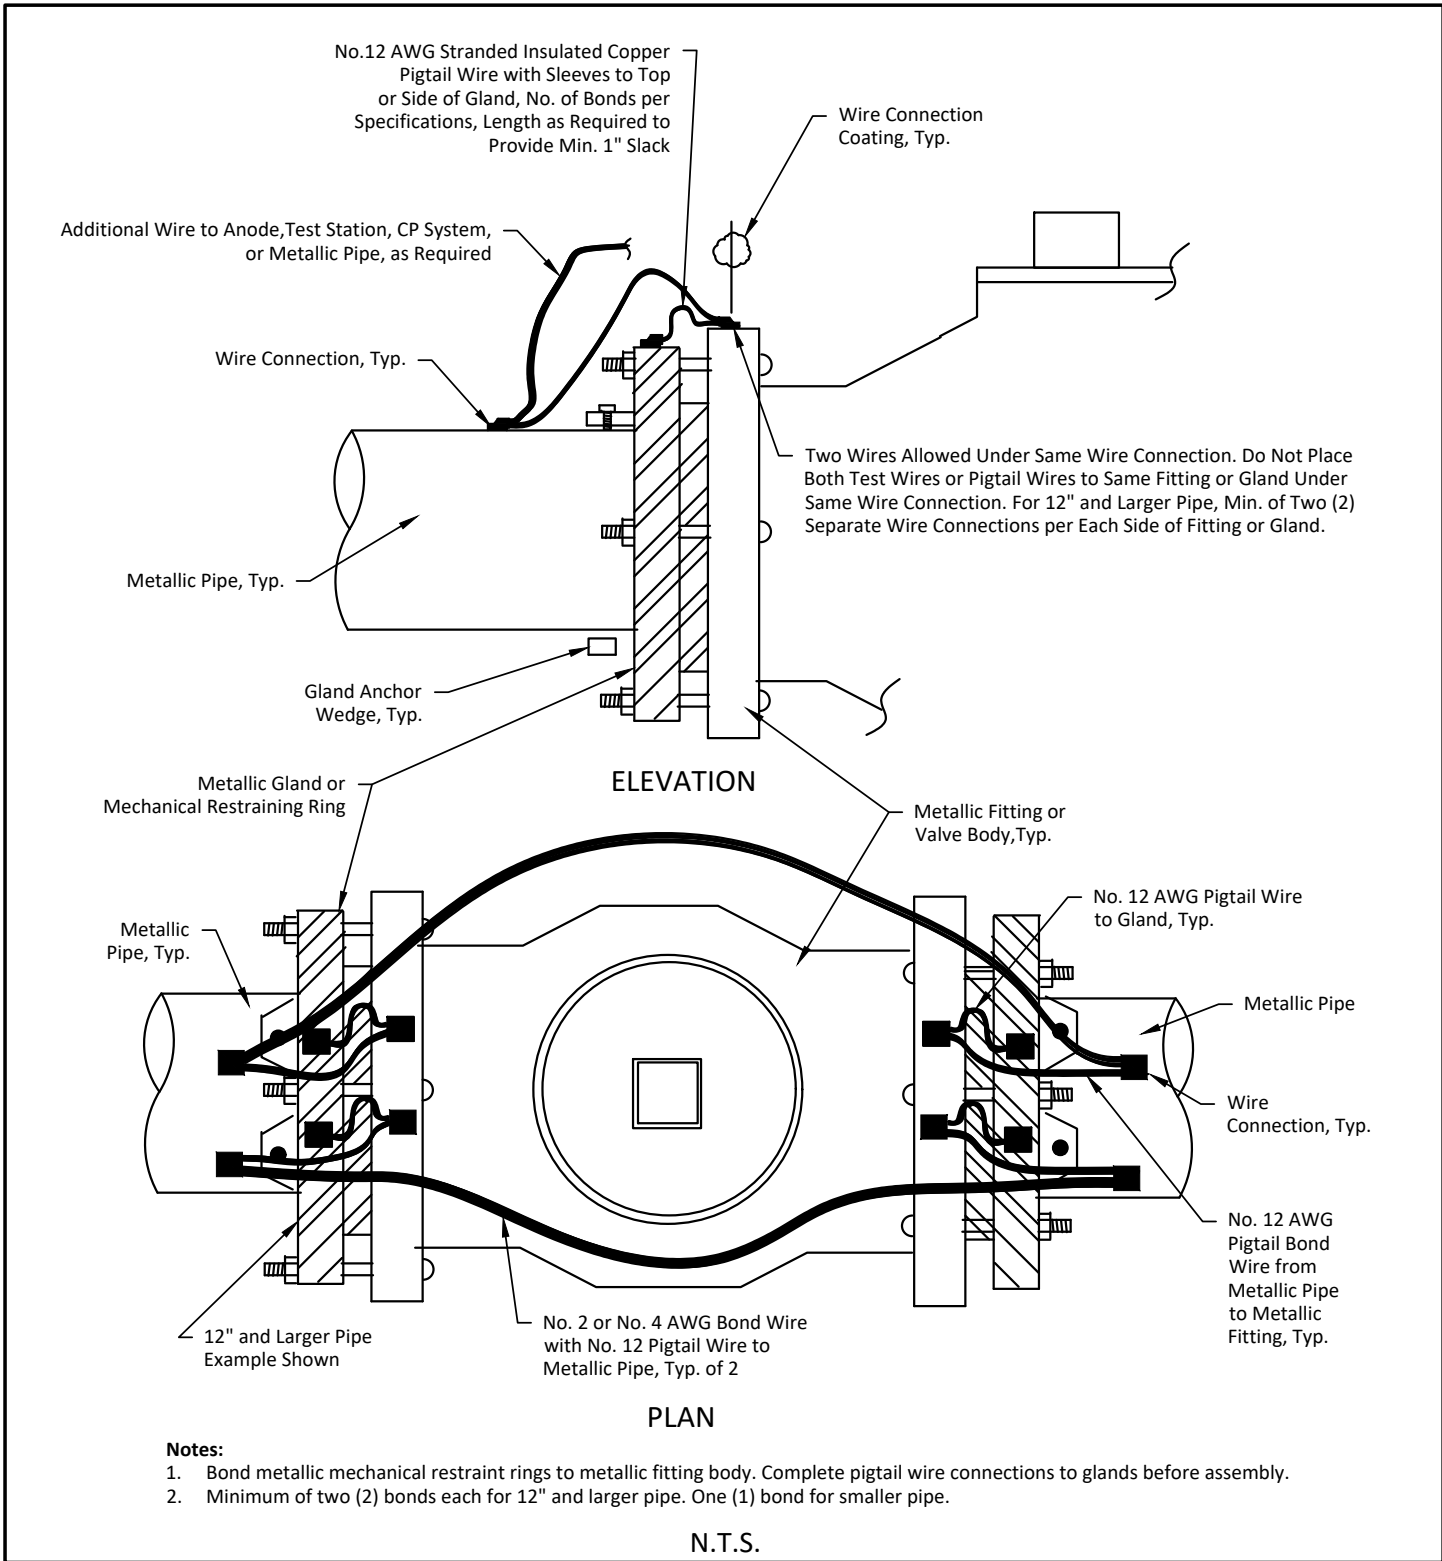 No.12 AWG Stranded Insulated Copper
Pigtail Wire with Sleeves to Top
or Side of Gland, No. of Bonds per
Specifications, Length as Required to
Provide Min. 1" Slack
Wire Connection
Coating, Typ.
Additional Wire to Anode,Test Station, CP System,
or Metallic Pipe, as Required
Wire Connection, Typ.
Two Wires Allowed Under Same Wire Connection. Do Not Place
Both Test Wires or Pigtail Wires to Same Fitting or Gland Under
Same Wire Connection. For 12" and Larger Pipe, Min. of Two (2)
Separate Wire Connections per Each Side of Fitting or Gland.
Metallic Pipe, Typ.
Gland Anchor
Wedge, Typ.
ELEVATION
Metallic Gland or
Mechanical Restraining Ring
Metallic Fitting or
Valve Body,Typ.
No. 12 AWG Pigtail Wire
to Gland, Typ.
Metallic
Pipe, Typ.
Metallic Pipe
Wire
Connection, Typ.
No. 12 AWG
Pigtail Bond
Wire from
Metallic Pipe
to Metallic
Fitting, Typ.
12" and Larger Pipe
Example Shown
No. 2 or No. 4 AWG Bond Wire
with No. 12 Pigtail Wire to
Metallic Pipe, Typ. of 2
PLAN
Notes:
1. Bond metallic mechanical restraint rings to metallic fitting body. Complete pigtail wire connections to glands before assembly.
2. Minimum of two (2) bonds each for 12" and larger pipe. One (1) bond for smaller pipe.
N.T.S.